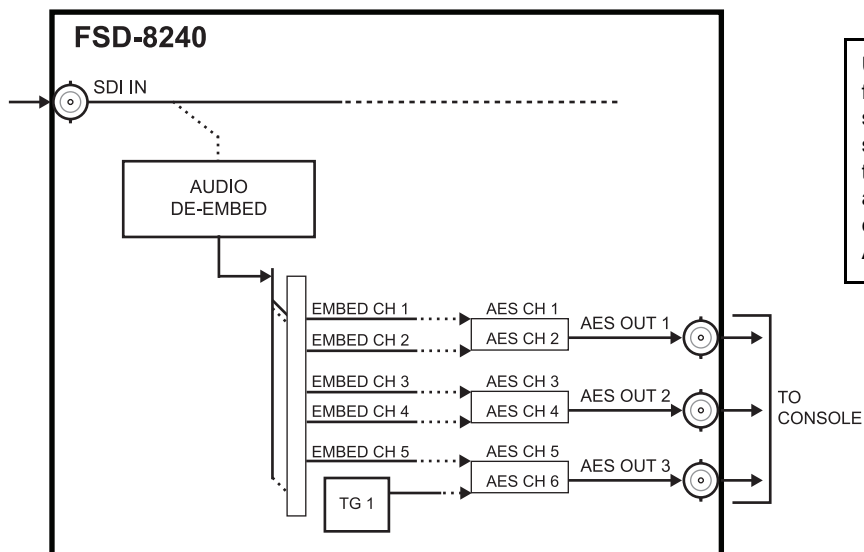 FSD-8240
SDI IN
AUDIO
DE-EMBED
EMBED CH 1
AES CH 1
AES OUT 1
EMBED CH 2
AES CH 2
EMBED CH 3
AES CH 3
AES OUT 2
EMBED CH 4
AES CH 4
EMBED CH 5
AES CH 5
AES OUT 3
TG 1
AES CH 6
TO
CONSOLE